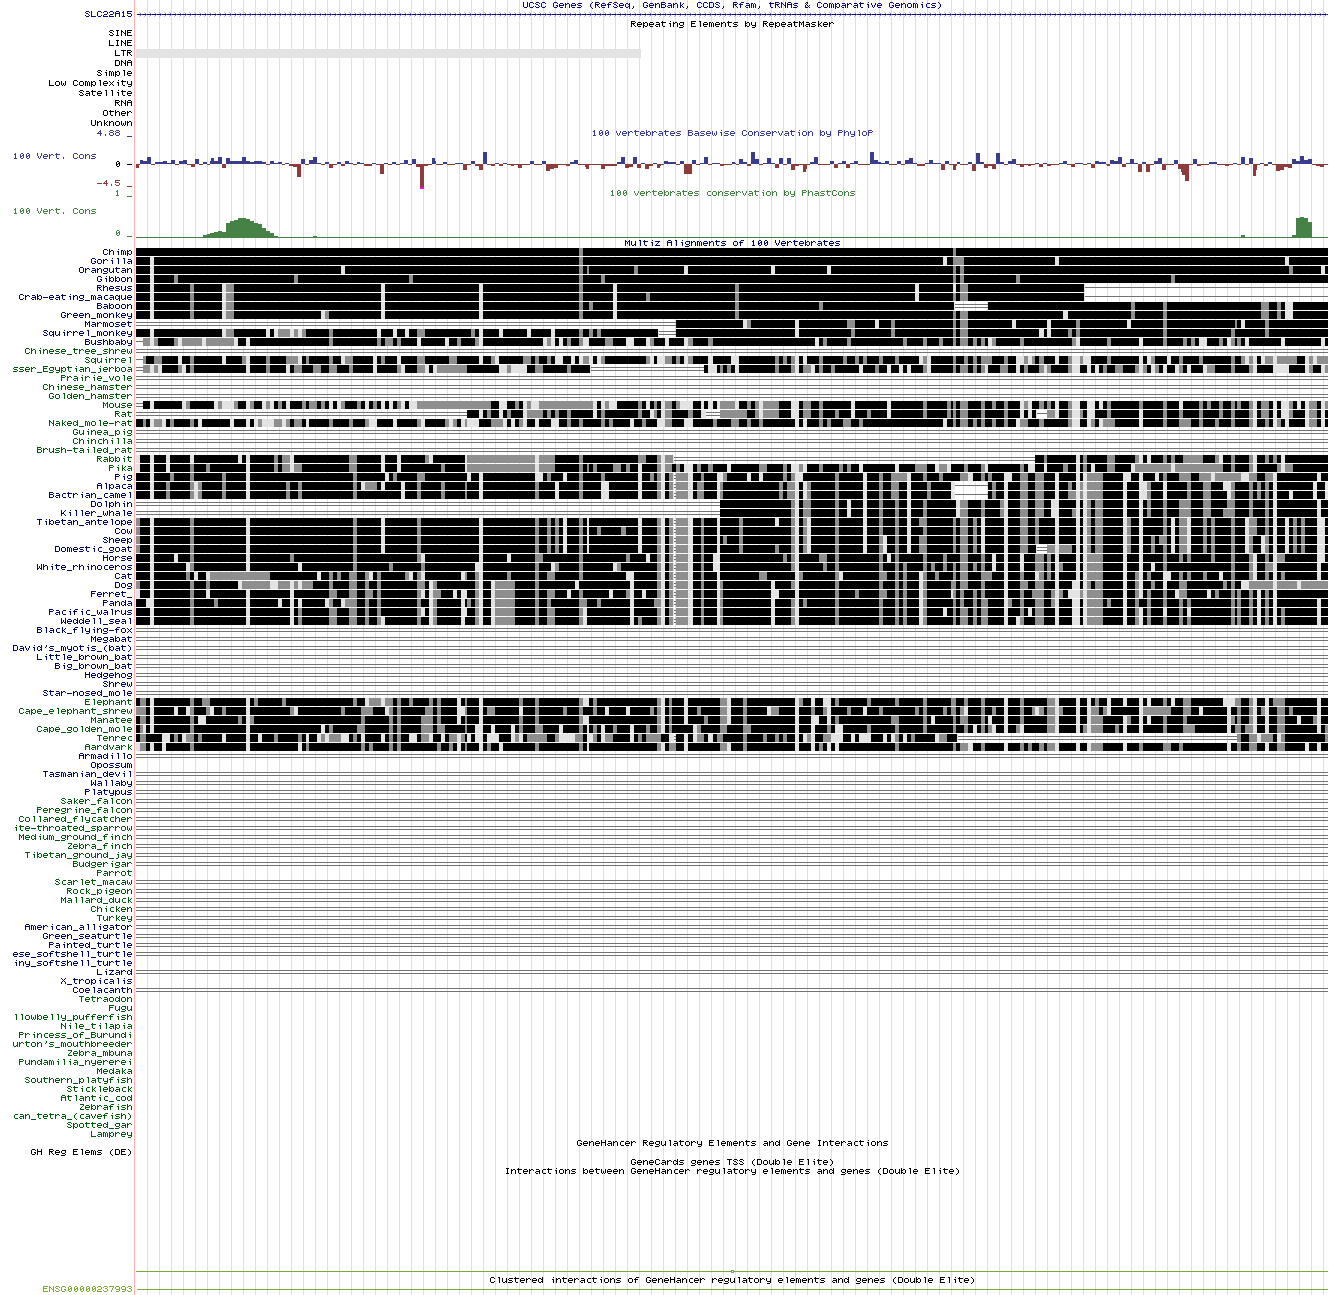 UCSC Genes (RefSeq, GenBank, CCDS, Rfam, tRNAs & Comparative Genomics)
SLC22A15
Repeating Elements by RepeatMasker
SINE
LINE
LTR
DNA
Simple
Low Complexity
Satellite
RNA
Other
Unknown
4.88 _
100 vertebrates Basewise Conservation by PhyloP
100 Vert. Cons
0 _
-4.5 _
1 _
100 vertebrates conservation by PhastCons
100 Vert. Cons
0 _
Multiz Alignments of 100 Vertebrates
Chimp
Gorilla
Orangutan
Gibbon
Rhesus
Crab-eating_macaque
Baboon
Green_monkey
Marmoset
Squirrel_monkey
Bushbaby
Chinese_tree_shrew
Squirrel
sser_Egyptian_jerboa
Prairie_vole
Chinese_hamster
Golden_hamster
Mouse
Rat
Naked_mole-rat
Guinea_pig
Chinchilla
Brush-tailed_rat
Rabbit
Pika
Pig
Alpaca
Bactrian_camel
Dolphin
Killer_whale
Tibetan_antelope
Cow
Sheep
Domestic_goat
Horse
White_rhinoceros
Cat
Dog
Ferret_
Panda
Pacific_walrus
Weddell_seal
Black_flying-fox
Megabat
David's_myotis_(bat)
Little_brown_bat
Big_brown_bat
Hedgehog
Shrew
Star-nosed_mole
Elephant
Cape_elephant_shrew
Manatee
Cape_golden_mole
Tenrec
Aardvark
Armadillo
Opossum
Tasmanian_devil
Wallaby
Platypus
Saker_falcon
Peregrine_falcon
Collared_flycatcher
ite-throated_sparrow
Medium_ground_finch
Zebra_finch
Tibetan_ground_jay
Budgerigar
Parrot
Scarlet_macaw
Rock_pigeon
Mallard_duck
Chicken
Turkey
American_alligator
Green_seaturtle
Painted_turtle
ese_softshell_turtle
iny_softshell_turtle
Lizard
X_tropicalis
Coelacanth
Tetraodon
Fugu
llowbelly_pufferfish
Nile_tilapia
Princess_of_Burundi
urton's_mouthbreeder
Zebra_mbuna
Pundamilia_nyererei
Medaka
Southern_platyfish
Stickleback
Atlantic_cod
Zebrafish
can_tetra_(cavefish)
Spotted_gar
Lamprey
GeneHancer Regulatory Elements and Gene Interactions
GH Reg Elems (DE)
GeneCards genes TSS (Double Elite)
Interactions between GeneHancer regulatory elements and genes (Double Elite)
Clustered interactions of GeneHancer regulatory elements and genes (Double Elite)
ENSG00000237993